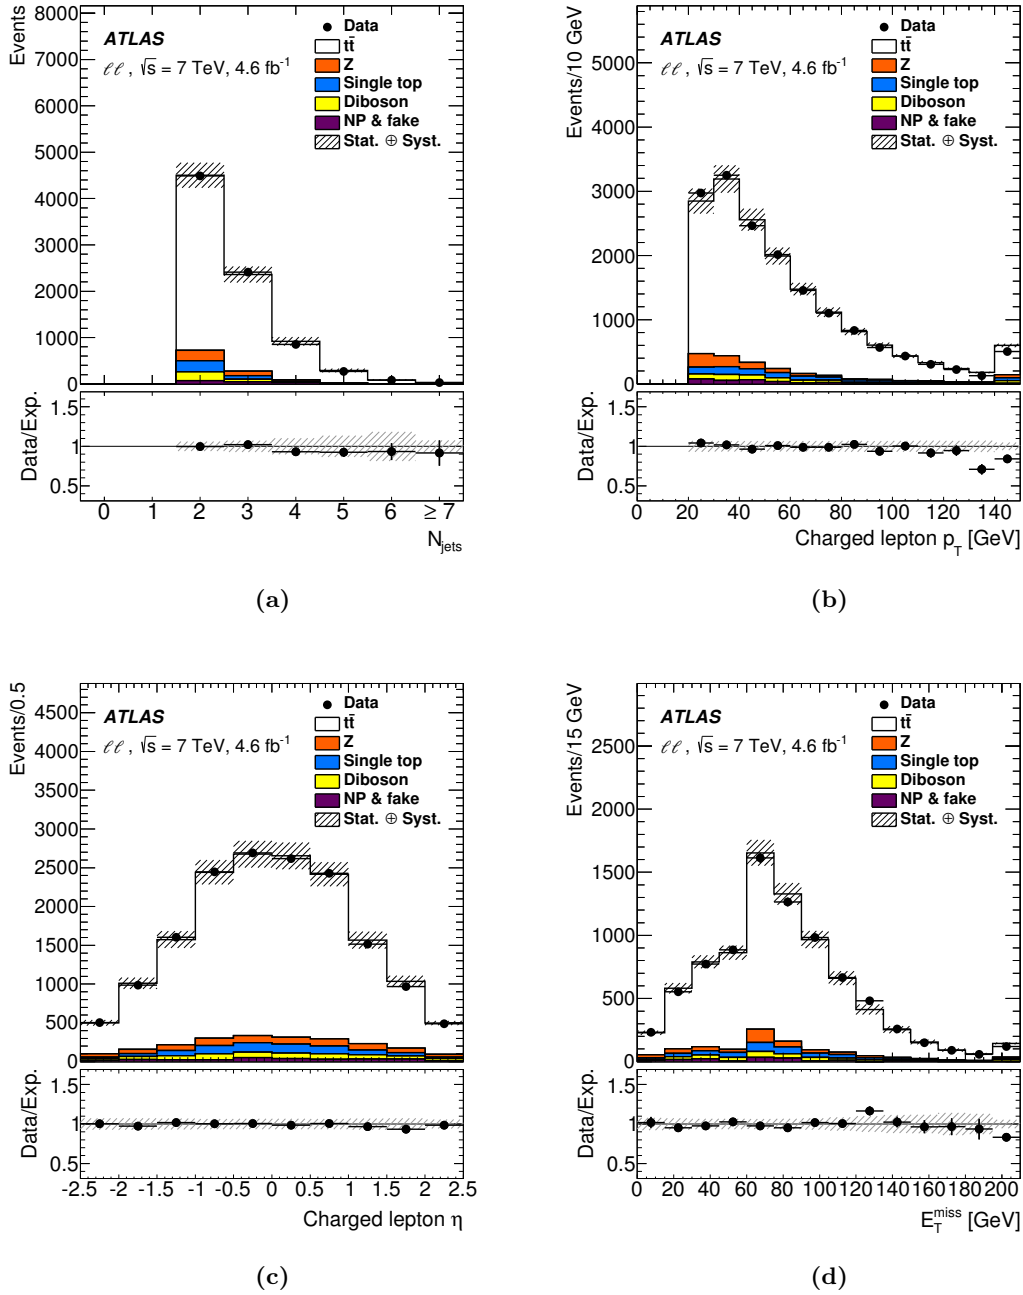 Events
8000
7000
6000
5000
4000
3000
2000
1000
0
ATLAS
ℓℓ , √s = 7 TeV, 4.6 fb⁻¹
Data
tt̄
Z
Single top
Diboson
NP & fake
Stat. ⊕ Syst.
Data/Exp.
1.5
1
0.5
0 1 2 3 4 5 6 ≥ 7
N_jets
(a)
Events/10 GeV
5000
4000
3000
2000
1000
0
ATLAS
ℓℓ , √s = 7 TeV, 4.6 fb⁻¹
Data
tt̄
Z
Single top
Diboson
NP & fake
Stat. ⊕ Syst.
Data/Exp.
1.5
1
0.5
0 20 40 60 80 100 120 140
Charged lepton p_T [GeV]
(b)
Events/0.5
4500
4000
3500
3000
2500
2000
1500
1000
500
0
ATLAS
ℓℓ , √s = 7 TeV, 4.6 fb⁻¹
Data
tt̄
Z
Single top
Diboson
NP & fake
Stat. ⊕ Syst.
Data/Exp.
1.5
1
0.5
-2.5 -2 -1.5 -1 -0.5 0 0.5 1 1.5 2 2.5
Charged lepton η
(c)
Events/15 GeV
2500
2000
1500
1000
500
0
ATLAS
ℓℓ , √s = 7 TeV, 4.6 fb⁻¹
Data
tt̄
Z
Single top
Diboson
NP & fake
Stat. ⊕ Syst.
Data/Exp.
1.5
1
0.5
0 20 40 60 80 100 120 140 160 180 200
E_T^miss [GeV]
(d)